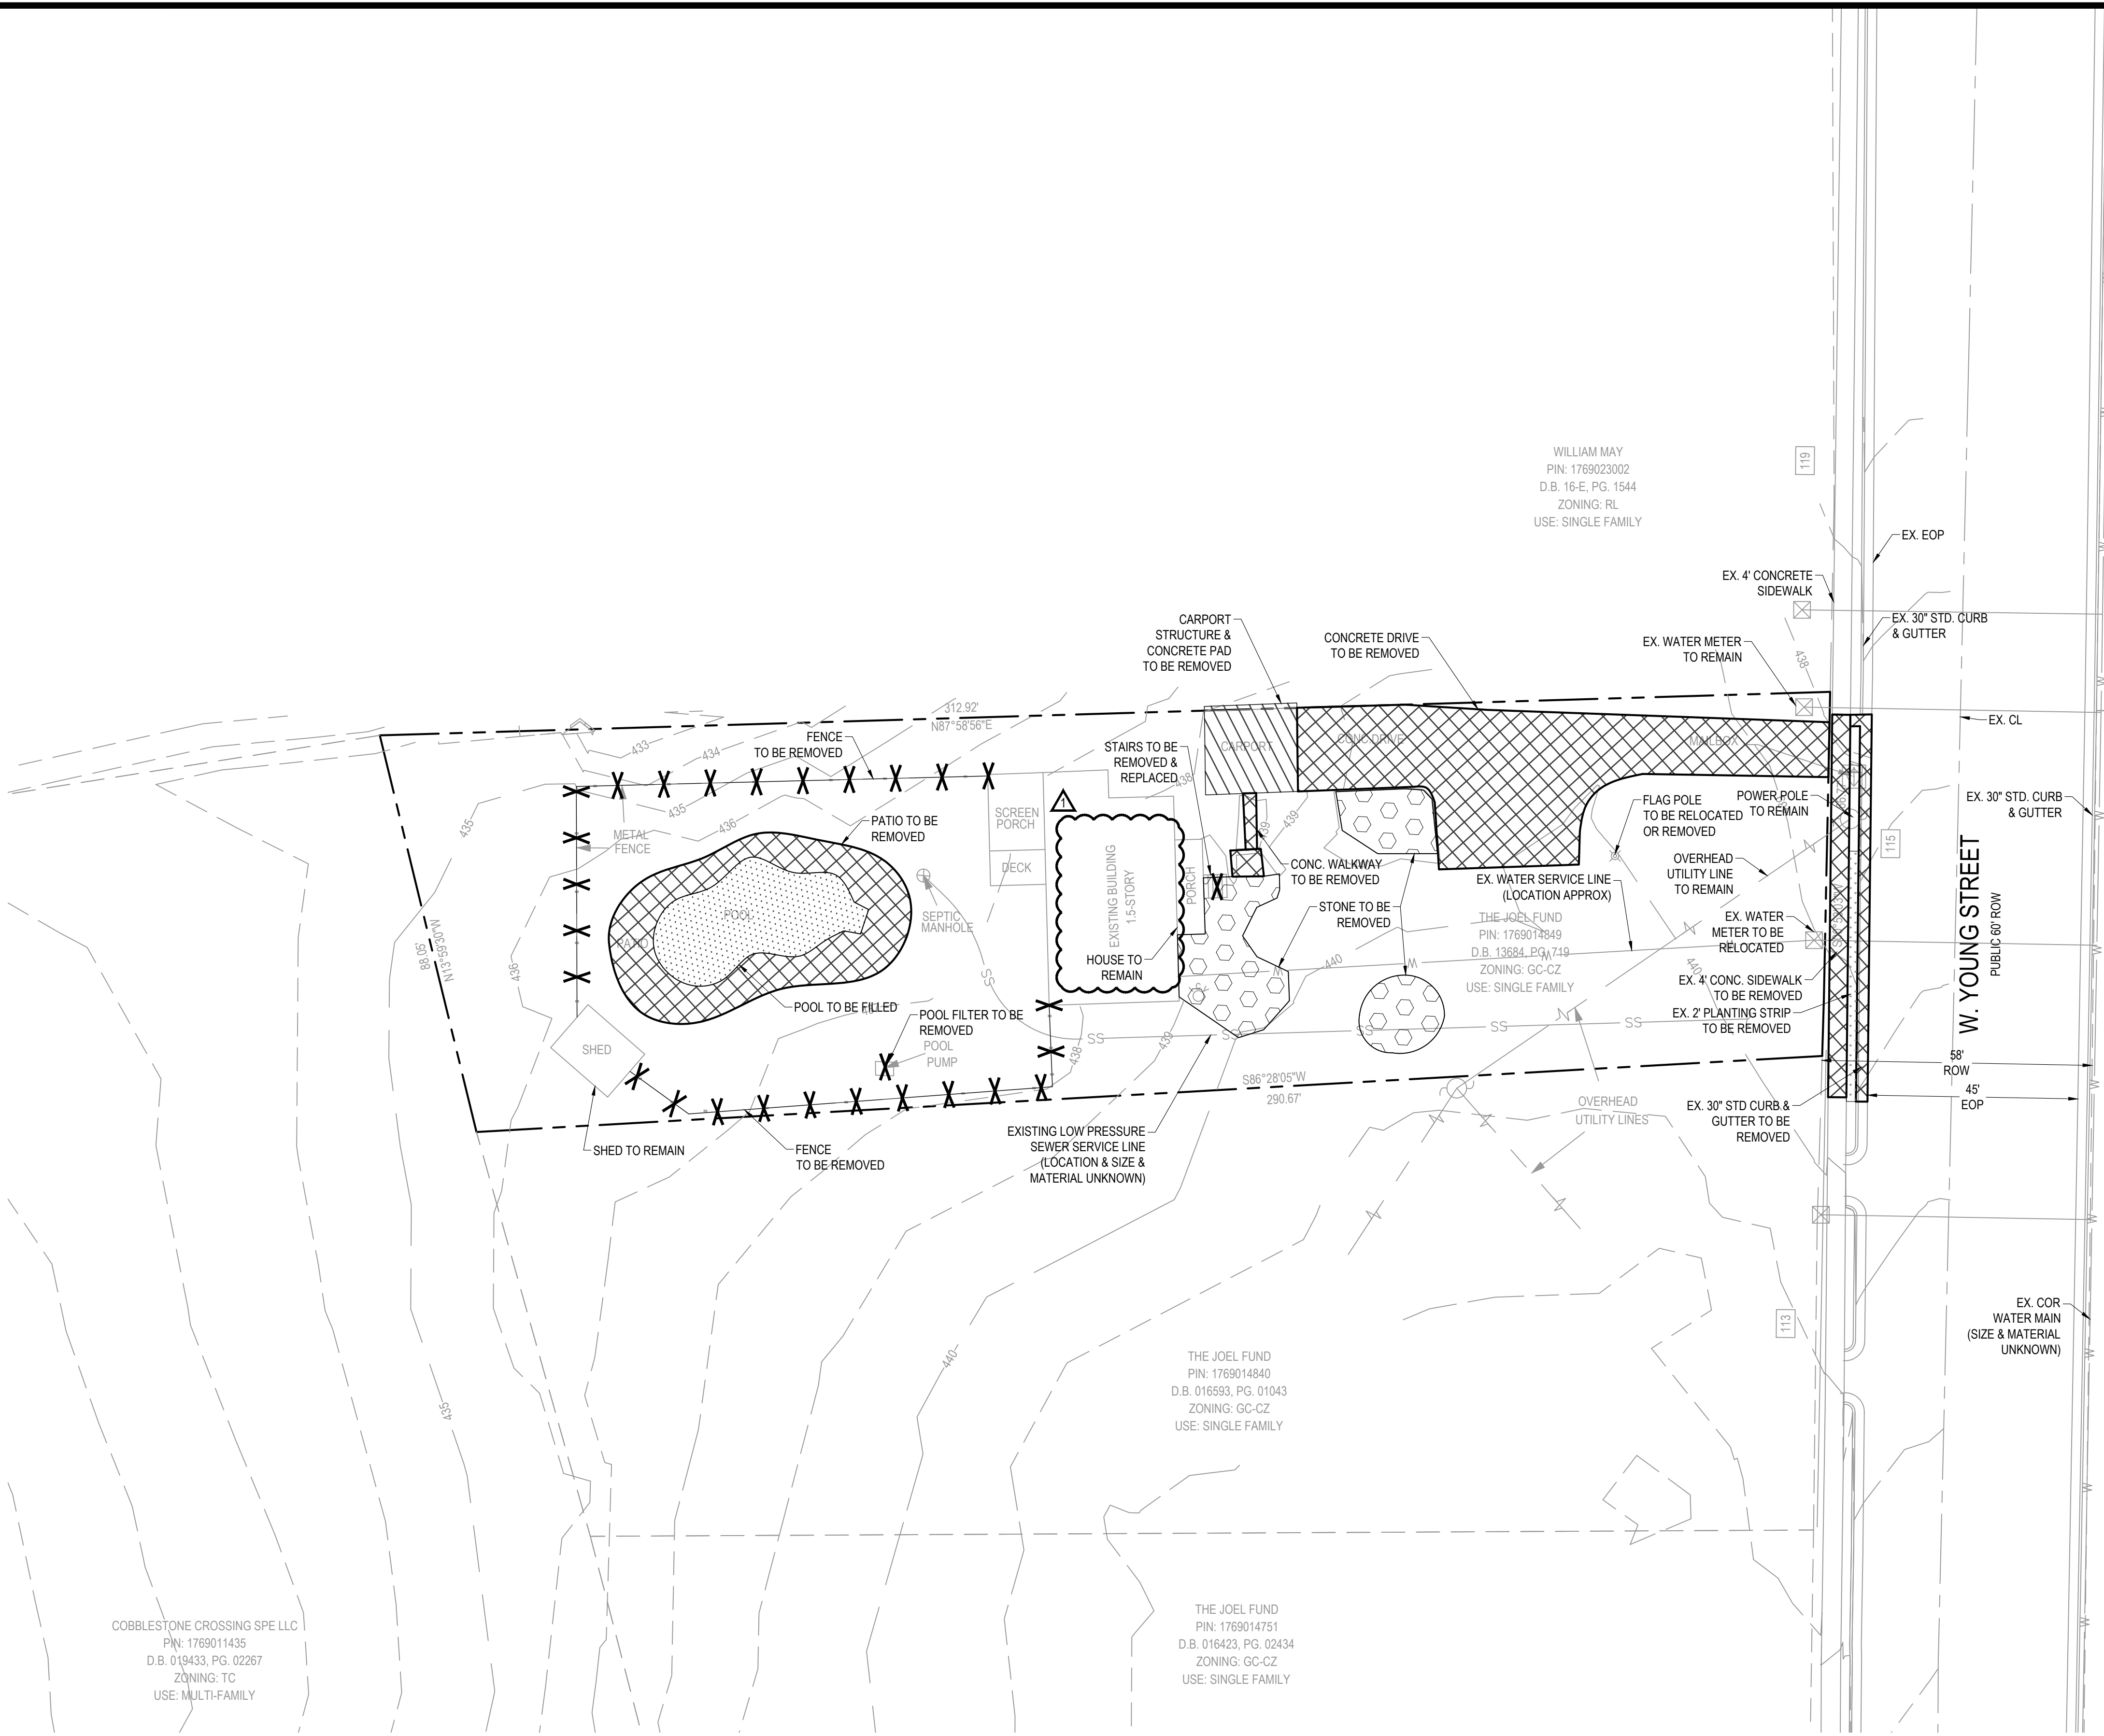 WILLIAM MAY
PIN: 1769023002
D.B. 16-E, PG. 1544
ZONING: RL
USE: SINGLE FAMILY
119
EX. EOP
EX. 4' CONCRETE
SIDEWALK
EX. 30" STD. CURB
& GUTTER
438
CARPORT
STRUCTURE &
CONCRETE PAD
TO BE REMOVED
CONCRETE DRIVE
TO BE REMOVED
EX. WATER METER
TO REMAIN
EX. CL
312.92'
N87°58'56"E
FENCE
TO BE REMOVED
433
434
435
436
STAIRS TO BE
REMOVED &
REPLACED
CARPORT
CONC.DRIVE
MAILBOX
438
439
439
METAL
FENCE
PATIO TO BE
REMOVED
SCREEN
PORCH
DECK
1
EXISTING BUILDING
1.5-STORY
PORCH
HOUSE TO
REMAIN
CONC. WALKWAY
TO BE REMOVED
STONE TO BE
REMOVED
FLAG POLE
TO BE RELOCATED
OR REMOVED
POWER POLE
TO REMAIN
EX. 30" STD. CURB
& GUTTER
115
OVERHEAD
UTILITY LINE
TO REMAIN
EX. WATER SERVICE LINE
(LOCATION APPROX)
THE JOEL FUND
PIN: 1769014849
D.B. 13684, PG. 719
ZONING: GC-CZ
USE: SINGLE FAMILY
EX. WATER
METER TO BE
RELOCATED
EX. 4' CONC. SIDEWALK
TO BE REMOVED
EX. 2' PLANTING STRIP
TO BE REMOVED
W. YOUNG STREET
PUBLIC 60' ROW
435
436
88.05'
N13°59'30"W
POOL
PATIO
SEPTIC
MANHOLE
POOL TO BE FILLED
POOL FILTER TO BE
REMOVED
POOL
PUMP
SHED
SS
SS
SS
SS
SS
SS
W
W
W
440
440
438
439
S86°28'05"W
290.67'
58'
ROW
45'
EOP
EX. 30" STD CURB &
GUTTER TO BE
REMOVED
OVERHEAD
UTILITY LINES
SHED TO REMAIN
FENCE
TO BE REMOVED
EXISTING LOW PRESSURE
SEWER SERVICE LINE
(LOCATION & SIZE &
MATERIAL UNKNOWN)
EX. COR
WATER MAIN
(SIZE & MATERIAL
UNKNOWN)
113
440
435
THE JOEL FUND
PIN: 1769014840
D.B. 016593, PG. 01043
ZONING: GC-CZ
USE: SINGLE FAMILY
COBBLESTONE CROSSING SPE LLC
PIN: 1769011435
D.B. 019433, PG. 02267
ZONING: TC
USE: MULTI-FAMILY
THE JOEL FUND
PIN: 1769014751
D.B. 016423, PG. 02434
ZONING: GC-CZ
USE: SINGLE FAMILY